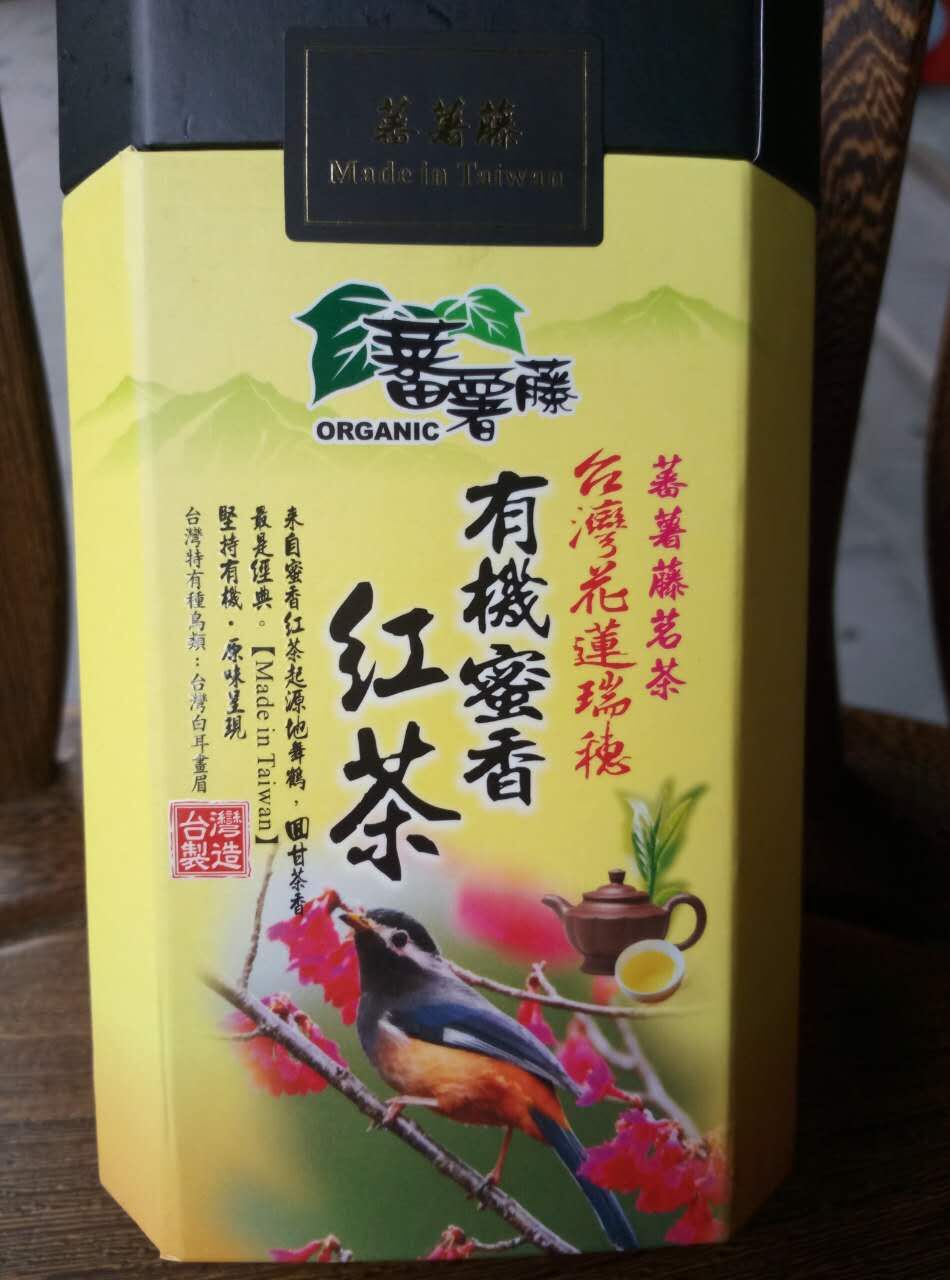 蕃薯藤
Made in Taiwan
蕃薯藤
ORGANIC
蕃薯藤茗茶
台灣花蓮瑞穗
有機蜜香
紅茶
來自蜜香紅茶起源地舞鶴，回甘茶香
最是經典。【Made in Taiwan】
堅持有機·原味呈現
台灣特有種鳥類：台灣白耳畫眉
台灣
製造